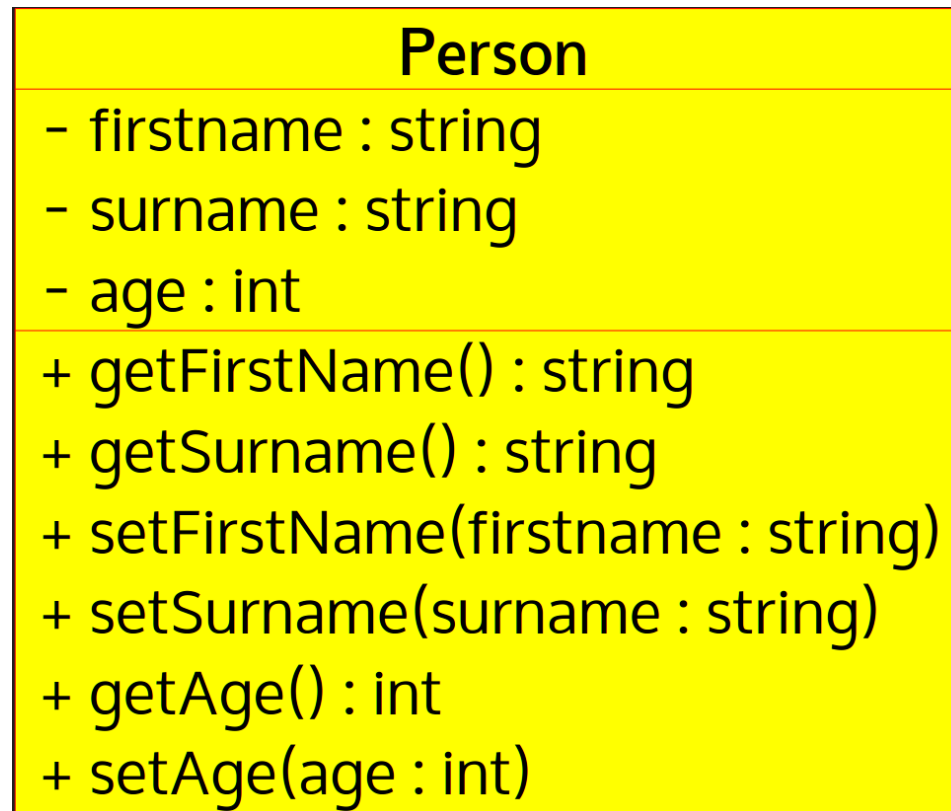 Person
- firstname : string
- surname : string
- age : int
+ getFirstName() : string
+ getSurname() : string
+ setFirstName(firstname : string)
+ setSurname(surname : string)
+ getAge() : int
+ setAge(age : int)